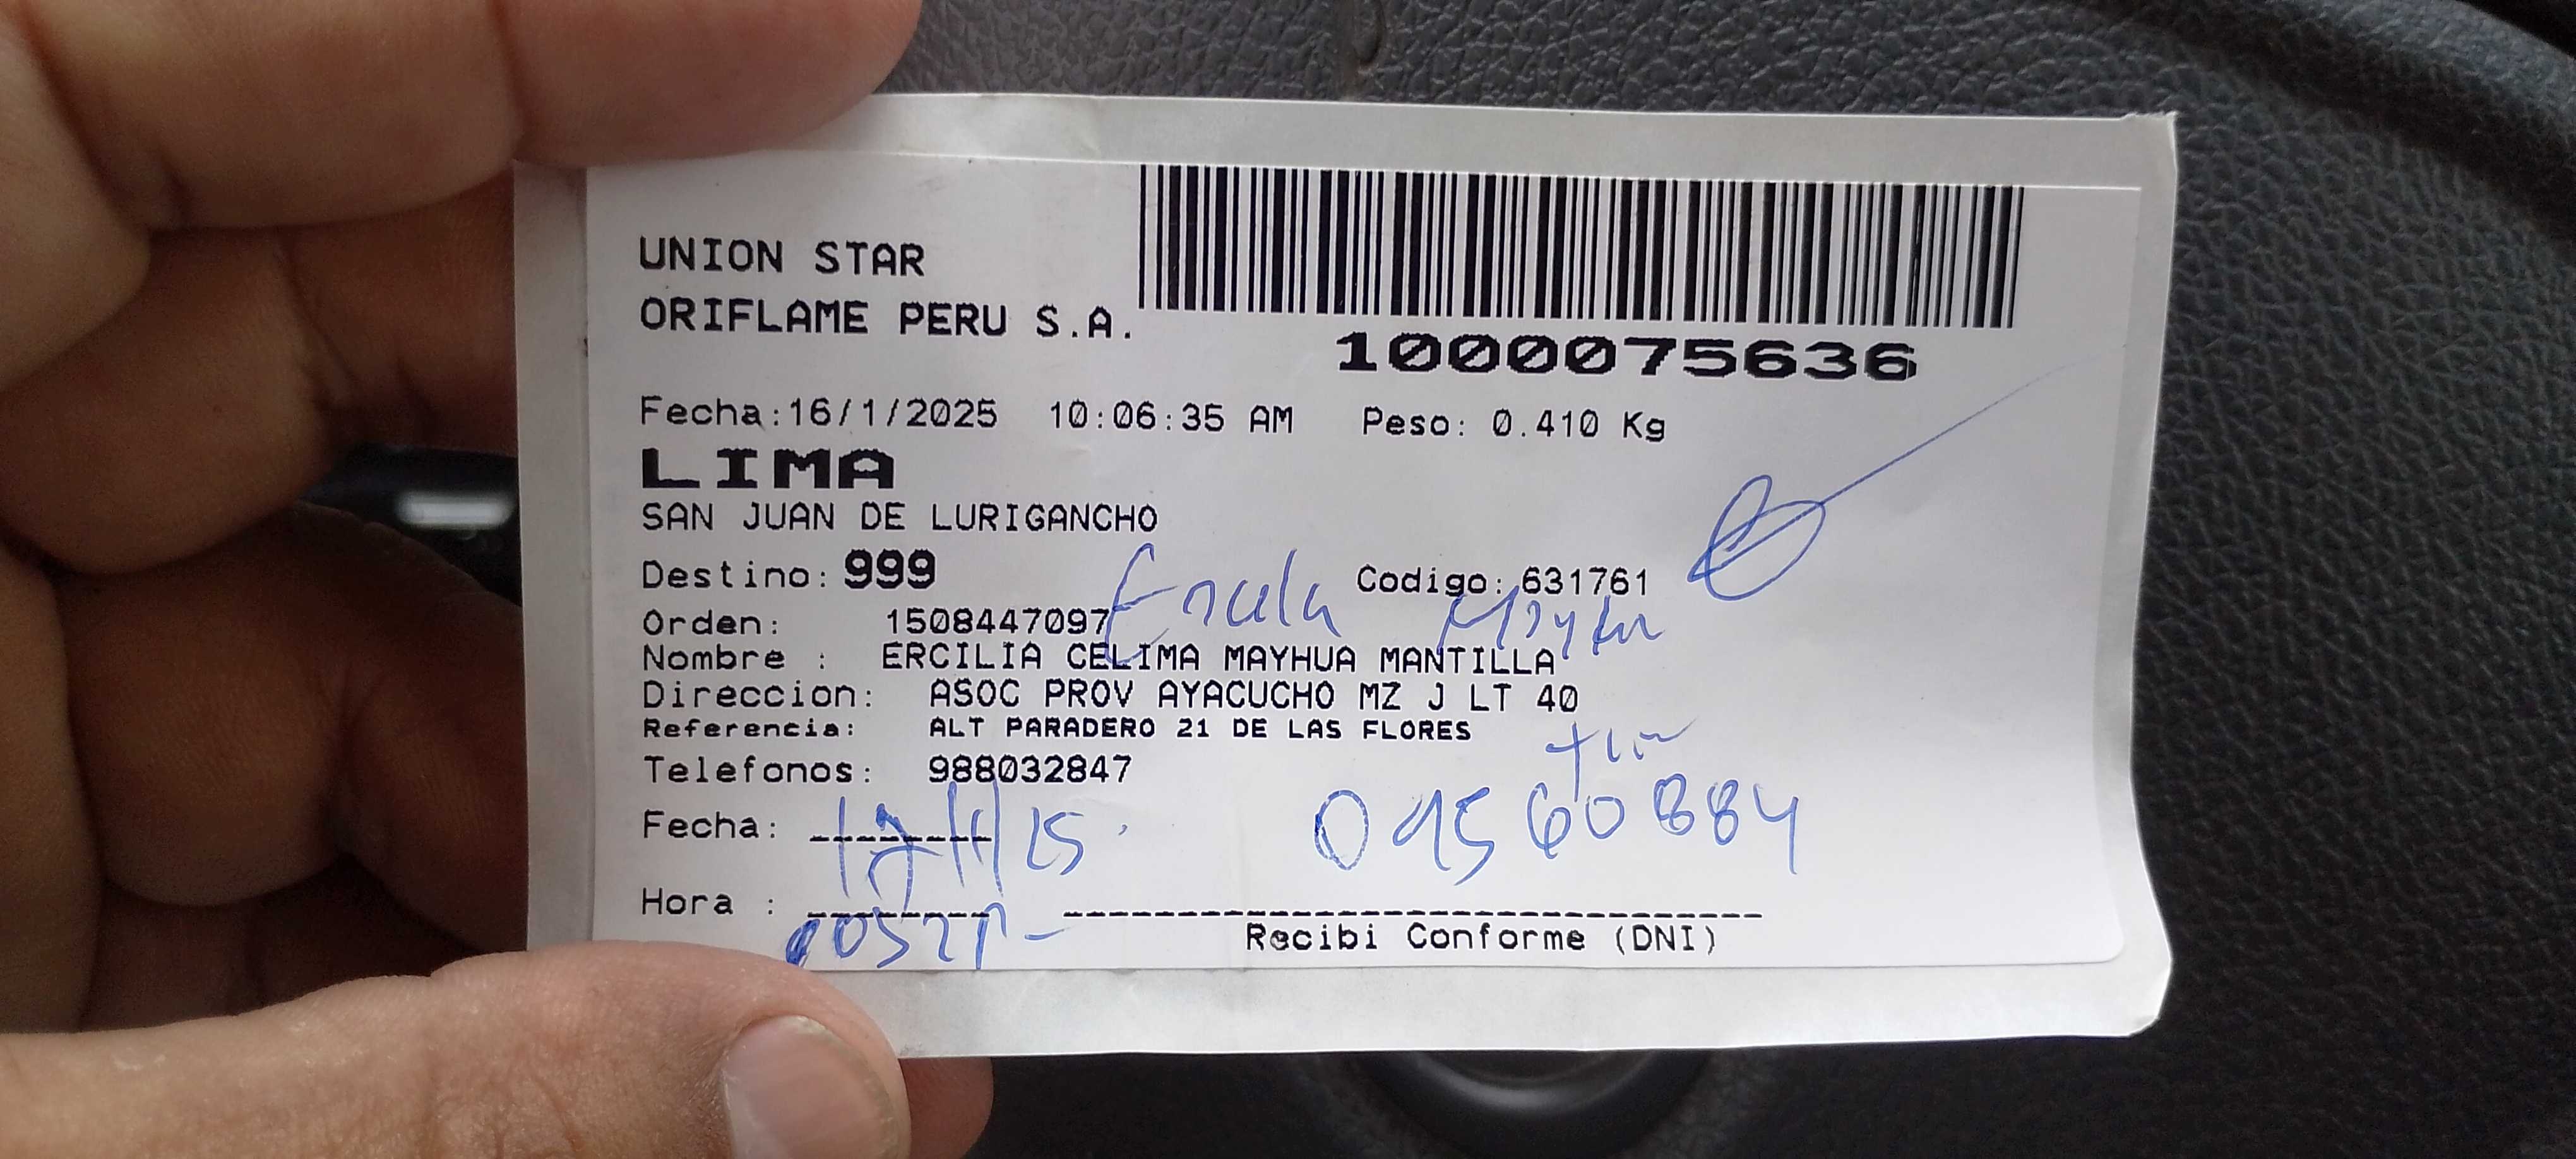 UNION STAR
ORIFLAME PERU S.A.
1000075636
Fecha:16/1/2025 10:06:35 AM Peso: 0.410 Kg
LIMA
SAN JUAN DE LURIGANCHO
Destino: 999 Codigo: 631761
Orden: 1508447097
Nombre : ERCILIA CELIMA MAYHUA MANTILLA
Direccion: ASOC PROV AYACUCHO MZ J LT 40
Referencia: ALT PARADERO 21 DE LAS FLORES
Telefonos: 988032847
Fecha: 17/1/25
09560884
Hora :
Recibi Conforme (DNI)